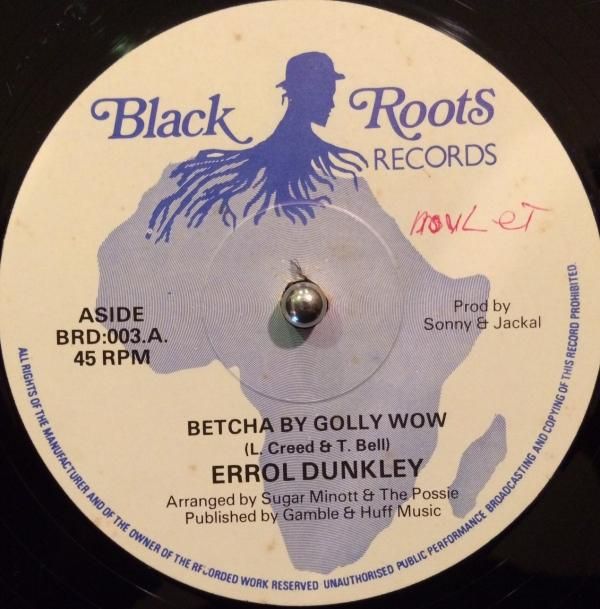 Black Roots
RECORDS
ASIDE
BRD:003.A.
45 RPM
Prod by
Sonny & Jackal
BETCHA BY GOLLY WOW
(L. Creed & T. Bell)
ERROL DUNKLEY
Arranged by Sugar Minott & The Possie
Published by Gamble & Huff Music
ALL RIGHTS OF THE MANUFACTURER AND OF THE OWNER OF THE RECORDED WORK RESERVED UNAUTHORISED PUBLIC PERFORMANCE BROADCASTING AND COPYING OF THIS RECORD PROHIBITED.